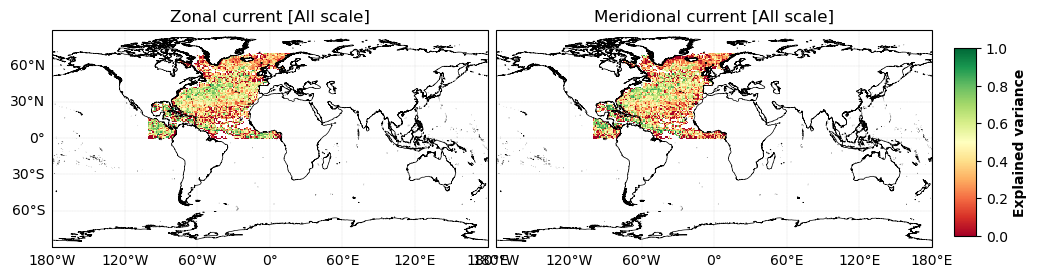 Zonal current [All scale]
Meridional current [All scale]
60°N
30°N
0°
30°S
60°S
180°W 120°W 60°W 0° 60°E 120°E 180°E
180°W 120°W 60°W 0° 60°E 120°E 180°E
1.0
0.8
0.6
0.4
0.2
0.0
Explained variance